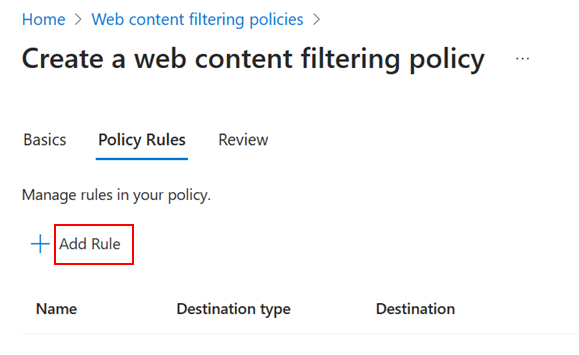 Home > Web content filtering policies >
Create a web content filtering policy ...
Basics Policy Rules Review
Manage rules in your policy.
+ Add Rule
Name Destination type Destination